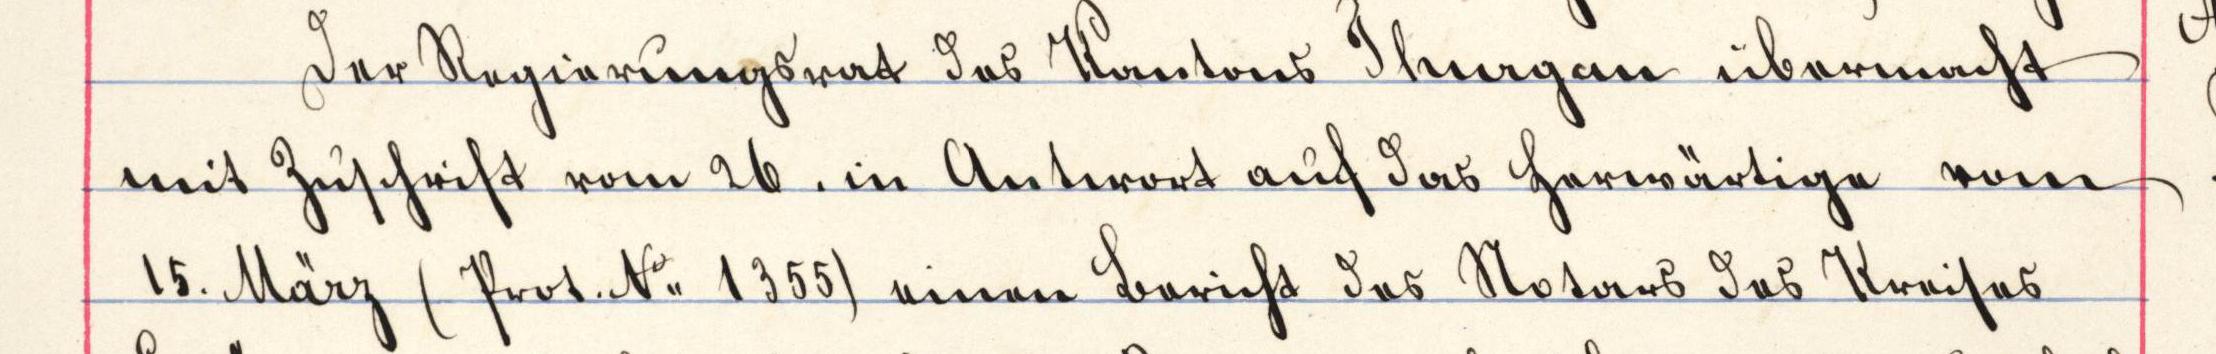 Der Regierungsrat des Kantons Thurgau übermacht
mit Zuschrift vom 26. in Antwort auf das herwärtige vom
15. März (Prot. No. 1355) einen Bericht des Notars des Kreises